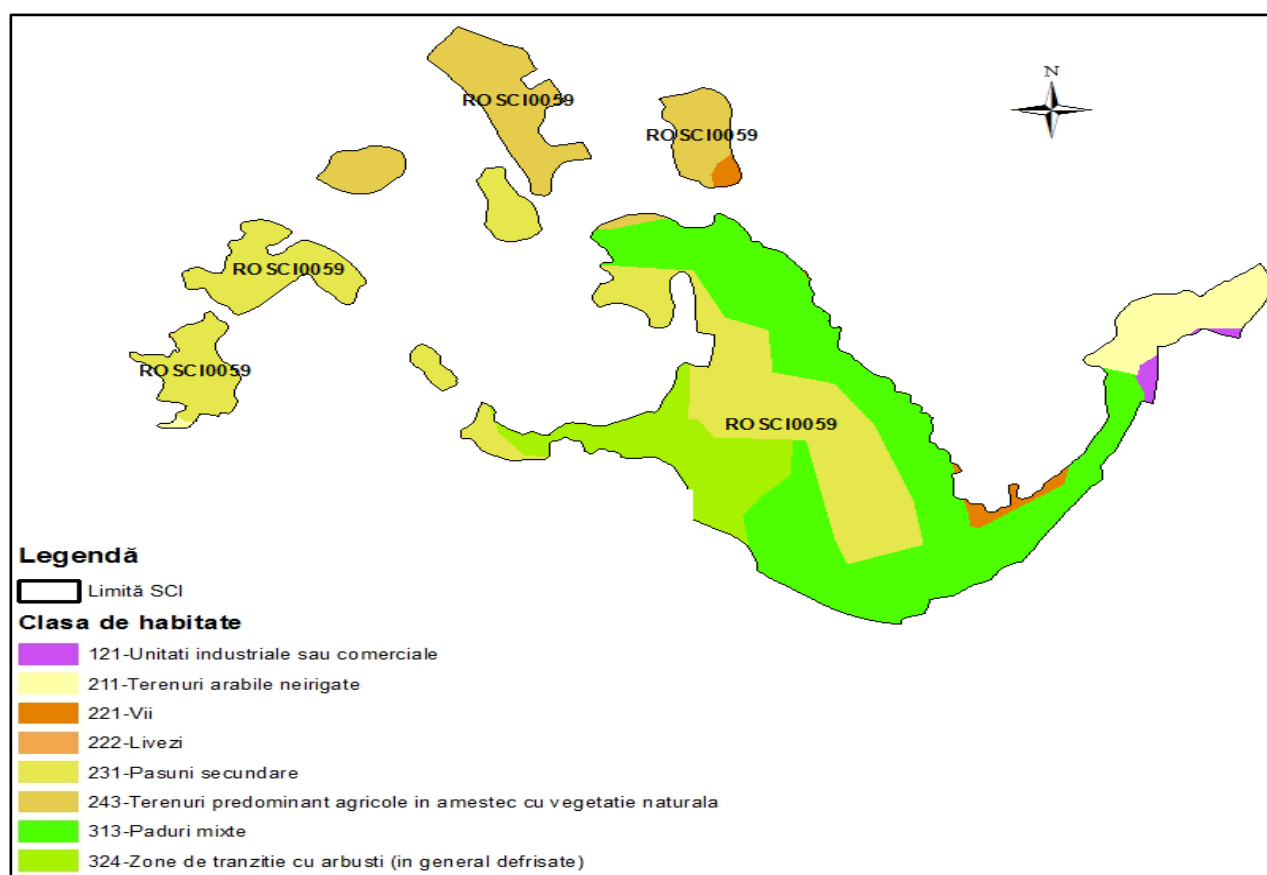 N
ROSCI0059
ROSCI0059
ROSCI0059
ROSCI0059
ROSCI0059
Legendă
Limită SCI
Clasa de habitate
121-Unitati industriale sau comerciale
211-Terenuri arabile neirigate
221-Vii
222-Livezi
231-Pasuni secundare
243-Terenuri predominant agricole in amestec cu vegetatie naturala
313-Paduri mixte
324-Zone de tranzitie cu arbusti (in general defrisate)